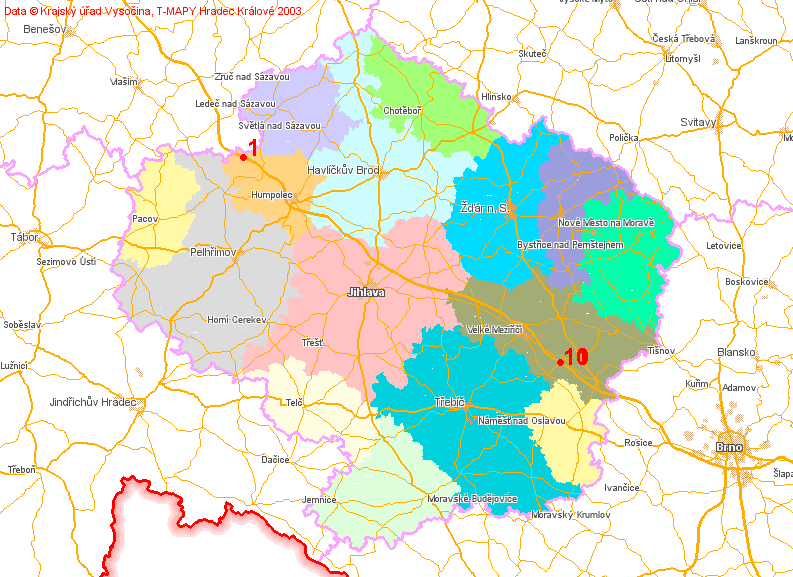 Data © Krajský úřad Vysočina, T-MAPY Hradec Králové 2003
Benešov
Skuteč
Česká Třebová
Lanškroun
Litomyšl
Vlašim
Zruč nad Sázavou
Ledeč nad Sázavou
Hlinsko
Chotěboř
Světlá nad Sázavou
Svitavy
Polička
1
Havlíčkův Brod
Humpolec
Pacov
Žďár n. S.
Nové Město na Moravě
Tábor
Sezimovo Ústí
Pelhřimov
Bystřice nad Pernštejnem
Letovice
Boskovice
Jihlava
Soběslav
Horní Cerekev
Velké Meziříčí
Třešť
10
Tišnov
Blansko
Lužnicí
Kuřim
Adamov
Jindřichův Hradec
Telč
Třebíč
Náměšť nad Oslavou
Rosice
Brno
Dačice
Třeboň
Šlapa
Ivančice
Jemnice
Moravské Budějovice
Moravský Krumlov